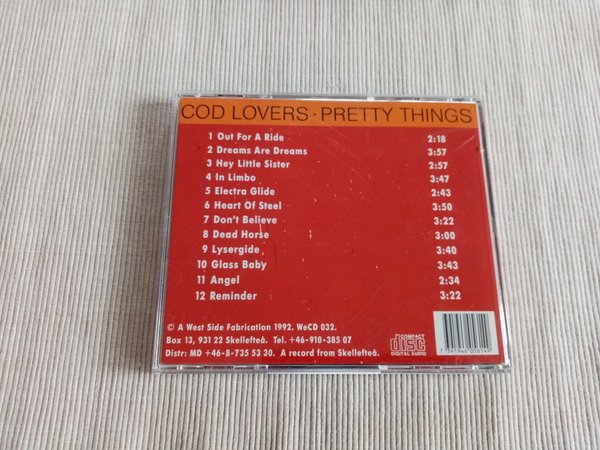 COD LOVERS · PRETTY THINGS
1 Out For A Ride 2:18
2 Dreams Are Dreams 3:57
3 Hey Little Sister 2:57
4 In Limbo 3:47
5 Electra Glide 2:43
6 Heart Of Steel 3:50
7 Don't Believe 3:22
8 Dead Horse 3:00
9 Lysergide 3:40
10 Glass Baby 3:43
11 Angel 2:34
12 Reminder 3:22
© A West Side Fabrication 1992. WeCD 032.
Box 13, 931 22 Skellefteå. Tel. +46-910-385 07
Distr: MD +46-8-735 53 30. A record from Skellefteå.
COMPACT
disc
DIGITAL AUDIO